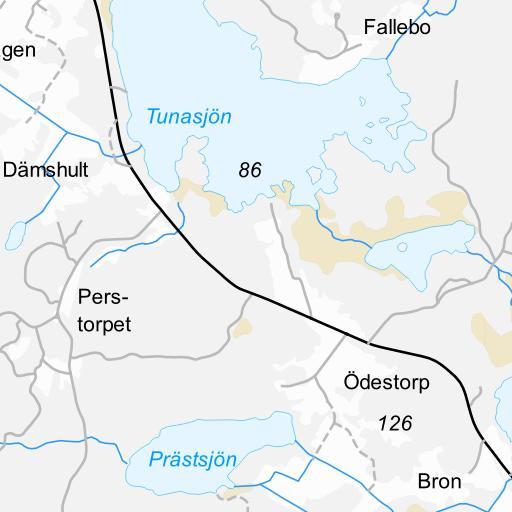 Fallebo
gen
Tunasjön
Dämshult
86
Pers-
torpet
Ödestorp
126
Prästsjön
Bron